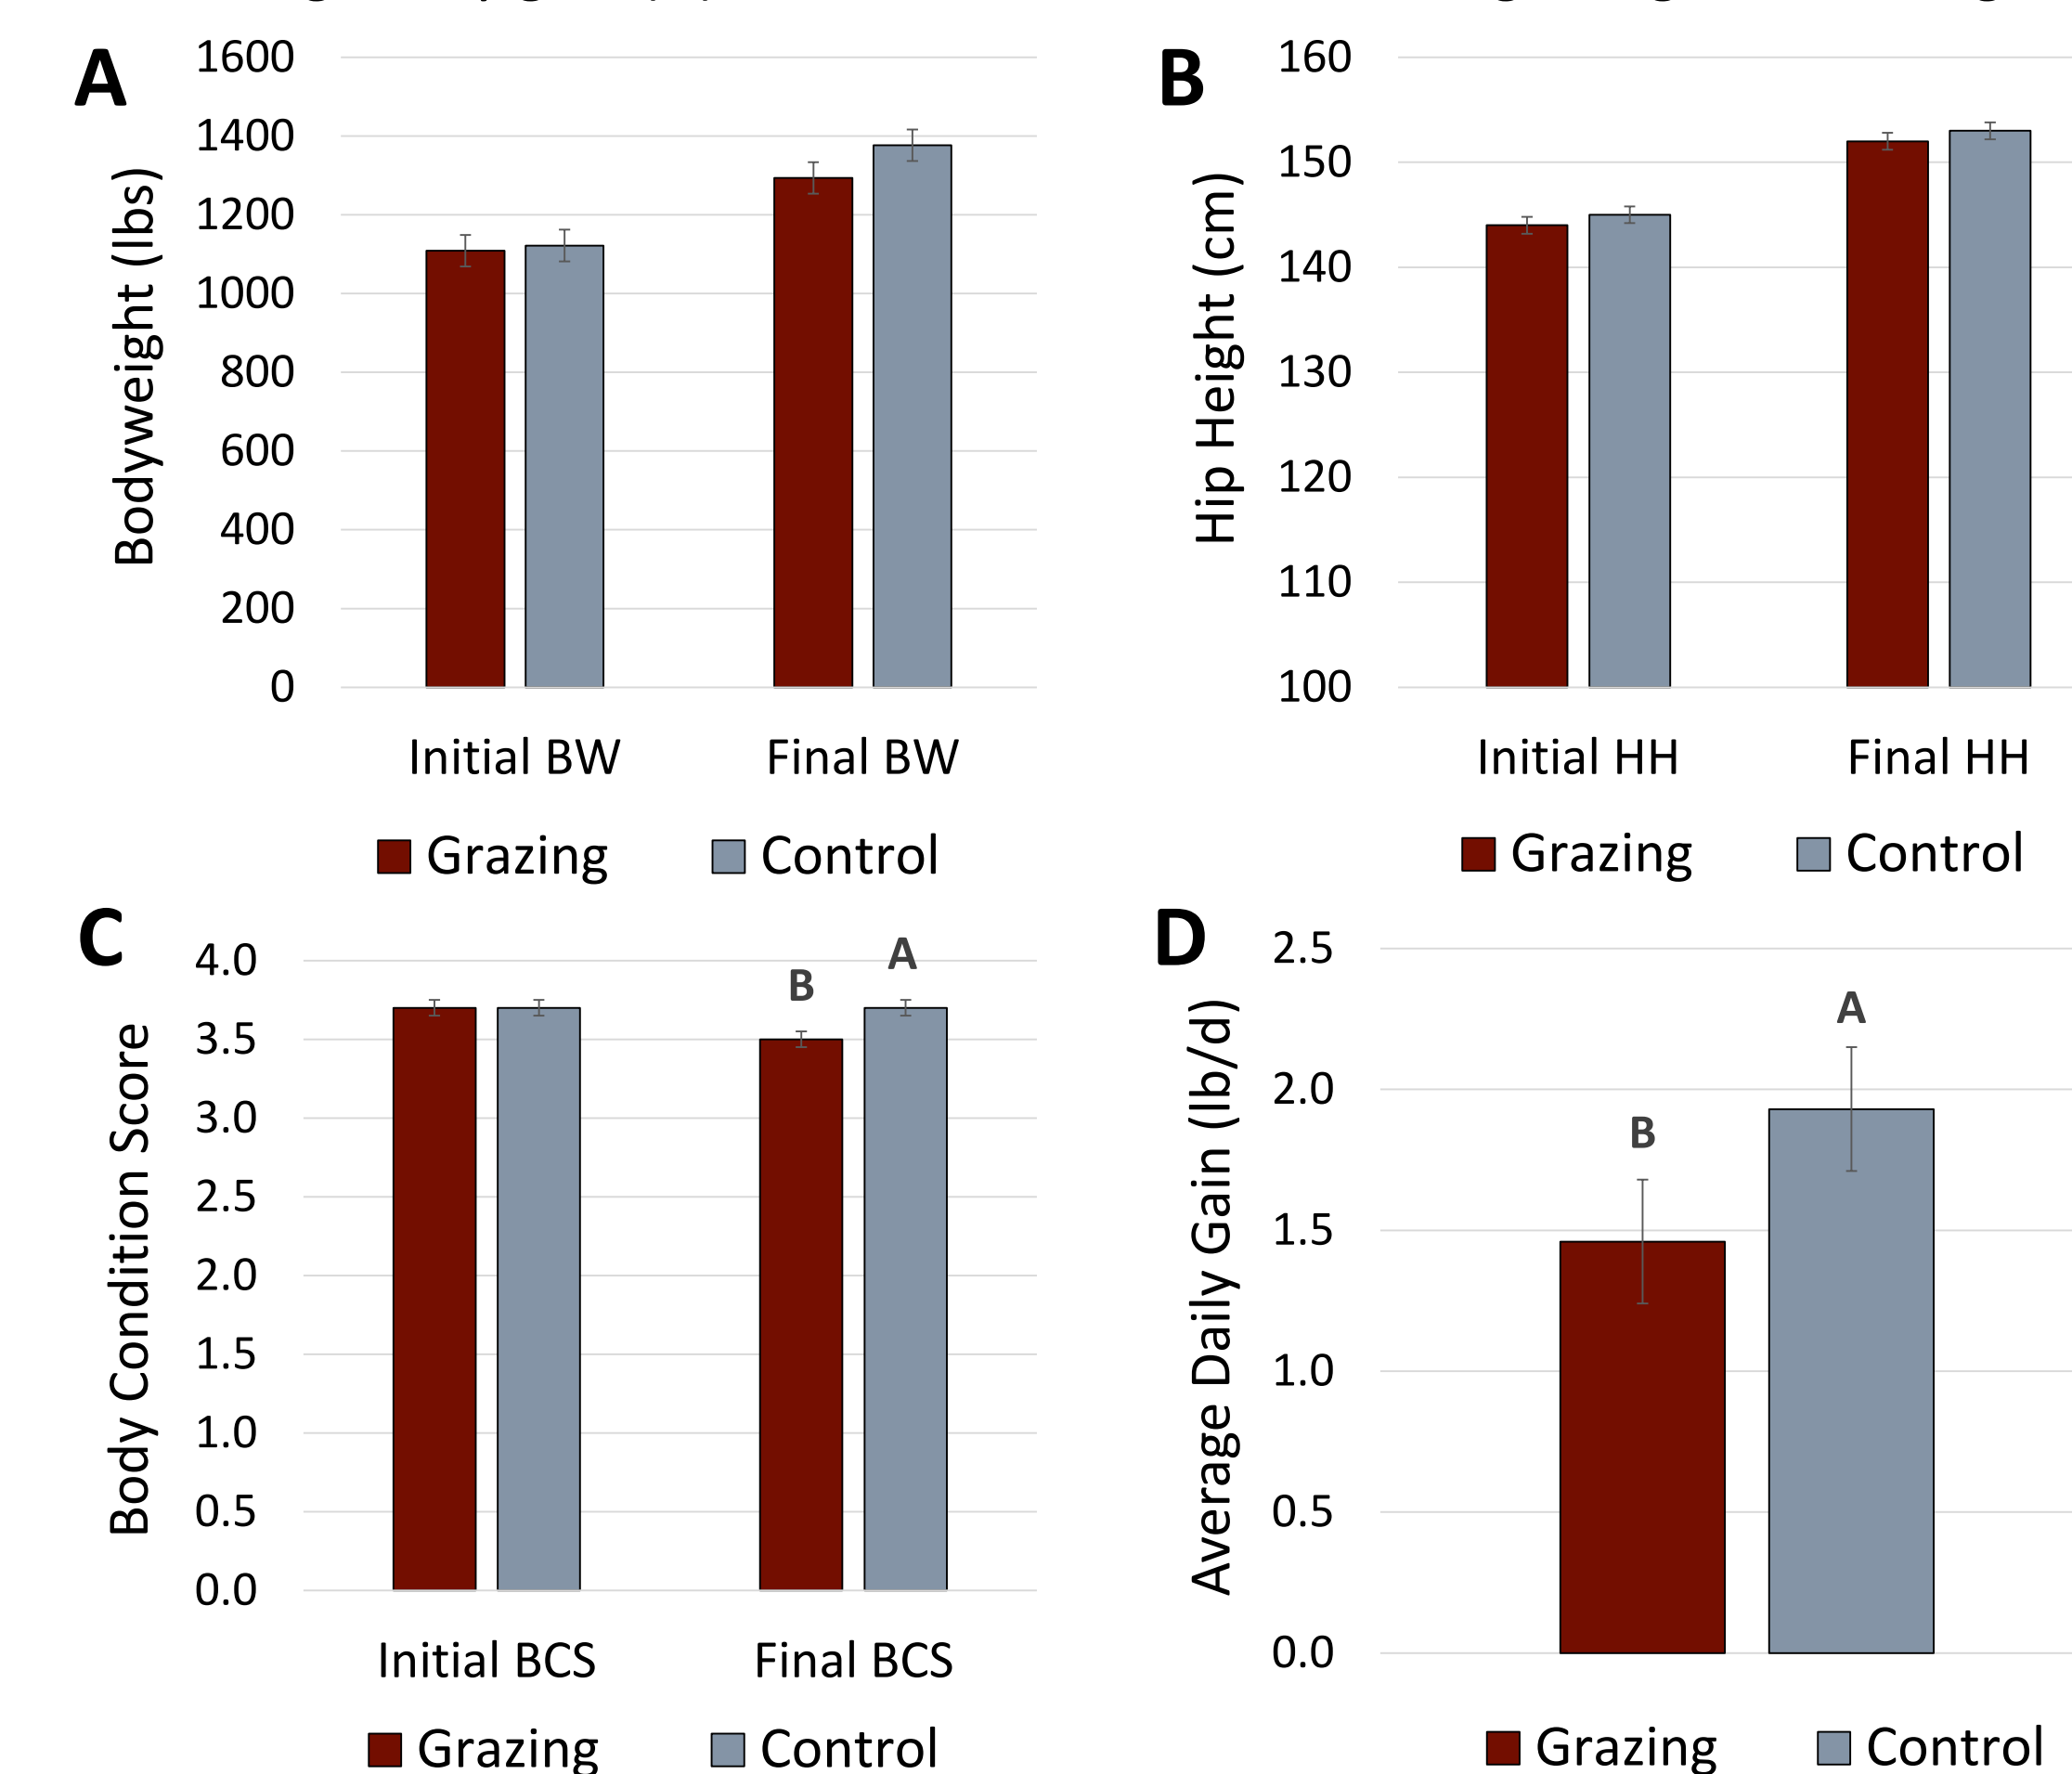 A
1600
1400
1200
1000
800
600
400
200
0
Bodyweight (lbs)
Initial BW
Final BW
Grazing
Control
B
160
150
140
130
120
110
100
Hip Height (cm)
Initial HH
Final HH
Grazing
Control
C
4.0
3.5
3.0
2.5
2.0
1.5
1.0
0.5
0.0
Body Condition Score
B
A
Initial BCS
Final BCS
Grazing
Control
D
2.5
2.0
1.5
1.0
0.5
0.0
Average Daily Gain (lb/d)
B
A
Grazing
Control